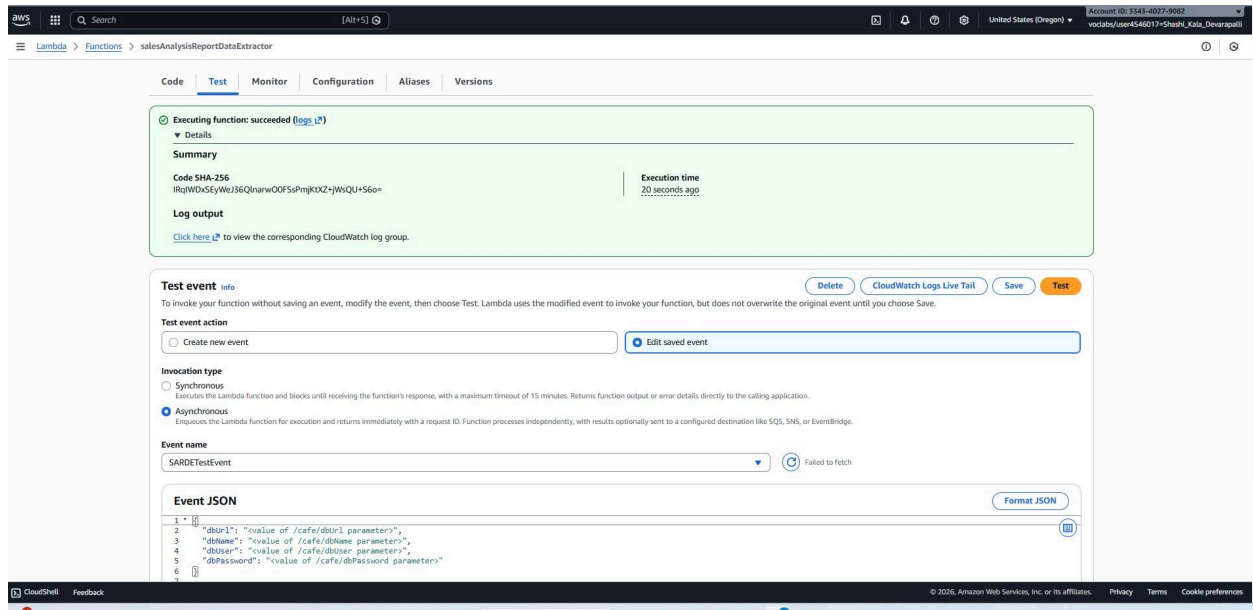 aws
Search
[Alt+S]
United States (Oregon)
Account ID: 3343-4027-9082
voclabs/user4546017=Shashi_Kala_Devarapalli
Lambda > Functions > salesAnalysisReportDataExtractor
Code Test Monitor Configuration Aliases Versions
Executing function: succeeded (logs)
Details
Summary
Code SHA-256
Execution time
20 seconds ago
Log output
Click here to view the corresponding CloudWatch log group.
Test event Info
Delete CloudWatch Logs Live Tail Save Test
To invoke your function without saving an event, modify the event, then choose Test. Lambda uses the modified event to invoke your function, but does not overwrite the original event until you choose Save.
Test event action
Create new event
Edit saved event
Invocation type
Synchronous
Executes the Lambda function and blocks until receiving the function's response, with a maximum timeout of 15 minutes. Returns function output or error details directly to the calling application.
Asynchronous
Enqueues the Lambda function for execution and returns immediately with a request ID. Function processes independently, with results optionally sent to a configured destination like SQS, SNS, or EventBridge.
Event name
SARDETestEvent
Failed to fetch
Event JSON
Format JSON
1 {
2 "dbUrl": "<value of /cafe/dbUrl parameter>",
3 "dbName": "<value of /cafe/dbName parameter>",
4 "dbUser": "<value of /cafe/dbUser parameter>",
5 "dbPassword": "<value of /cafe/dbPassword parameter>"
6 }
7
CloudShell Feedback
© 2026, Amazon Web Services, Inc. or its affiliates. Privacy Terms Cookie preferences